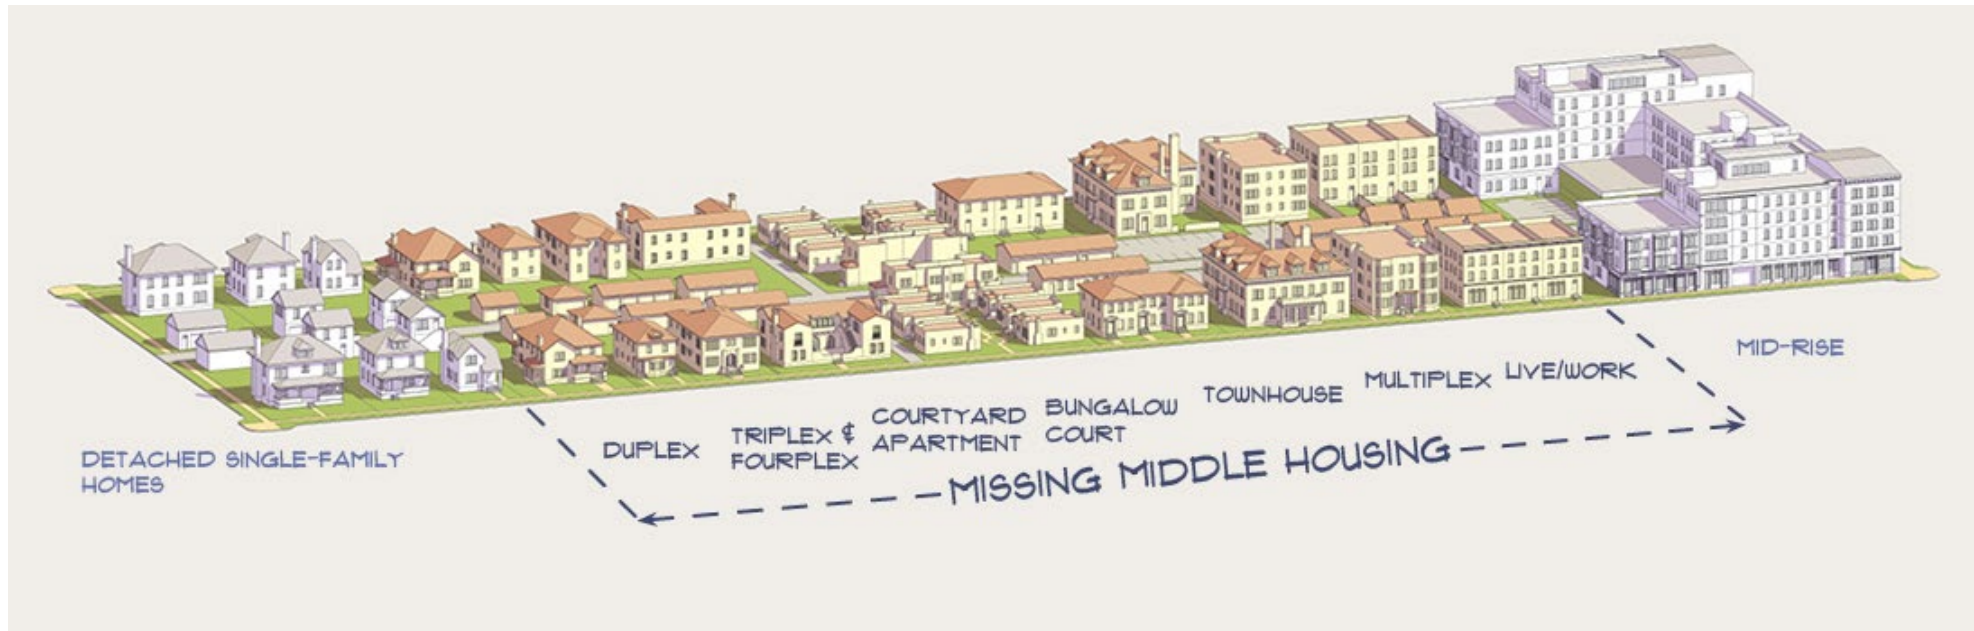 DETACHED SINGLE-FAMILY
HOMES
DUPLEX
TRIPLEX &
FOURPLEX
COURTYARD
APARTMENT
BUNGALOW
COURT
TOWNHOUSE
MULTIPLEX
LIVE/WORK
MID-RISE
MISSING MIDDLE HOUSING